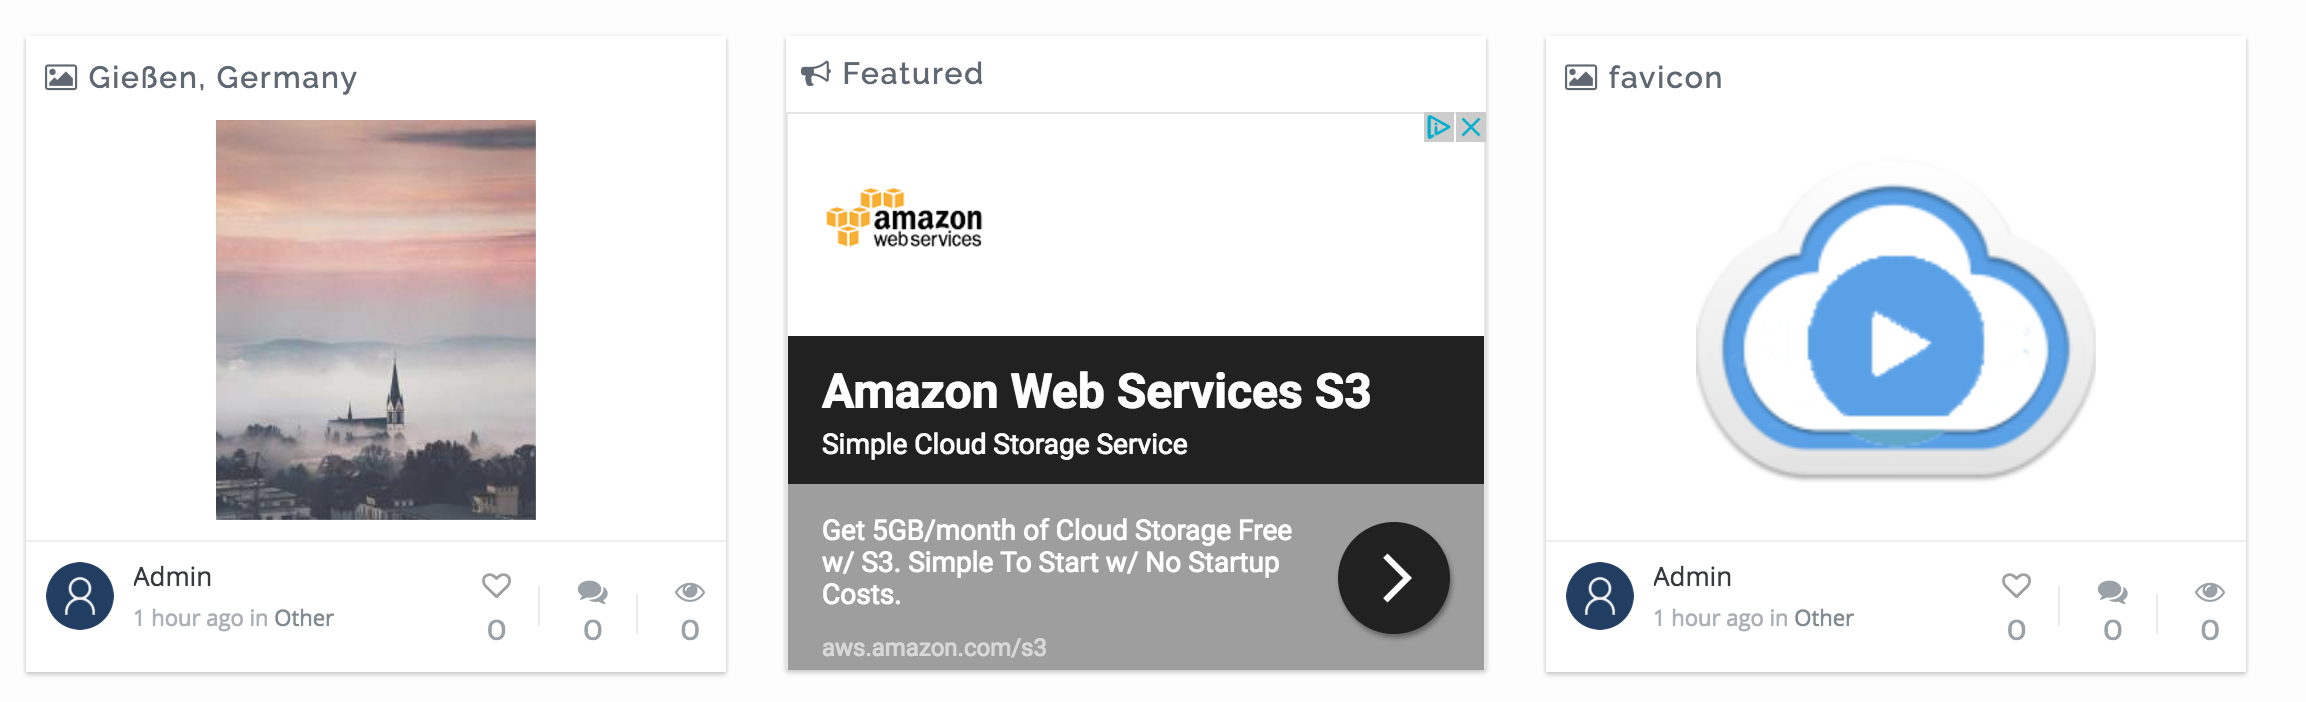 Gießen, Germany
Admin
1 hour ago in Other
0 0 0
Featured
amazon
web services
Amazon Web Services S3
Simple Cloud Storage Service
Get 5GB/month of Cloud Storage Free
w/ S3. Simple To Start w/ No Startup
Costs.
aws.amazon.com/s3
favicon
Admin
1 hour ago in Other
0 0 0